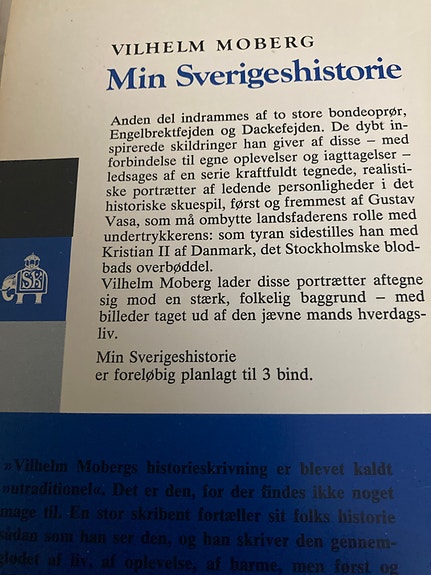 VILHELM MOBERG
Min Sverigeshistorie
Anden del indrammes af to store bondeoprør,
Engelbrektfejden og Dackefejden. De dybt in-
spirerede skildringer han giver af disse – med
forbindelse til egne oplevelser og iagttagelser –
ledsages af en serie kraftfuldt tegnede, realisti-
ske portrætter af ledende personligheder i det
historiske skuespil, først og fremmest af Gustav
Vasa, som må ombytte landsfaderens rolle med
undertrykkerens: som tyran sidestilles han med
Kristian II af Danmark, det Stockholmske blod-
bads overbøddel.
Vilhelm Moberg lader disse portrætter aftegne
sig mod en stærk, folkelig baggrund – med
billeder taget ud af den jævne mands hverdags-
liv.
Min Sverigeshistorie
er foreløbig planlagt til 3 bind.
»Vilhelm Mobergs historieskrivning er blevet kaldt
»utraditionel«. Det er den, for der findes ikke noget
mage til. En stor skribent fortæller sit folks historie
sådan som han ser den, og ban skriver den gennem-
glødet af liv, af oplevelse, af harme, men først og